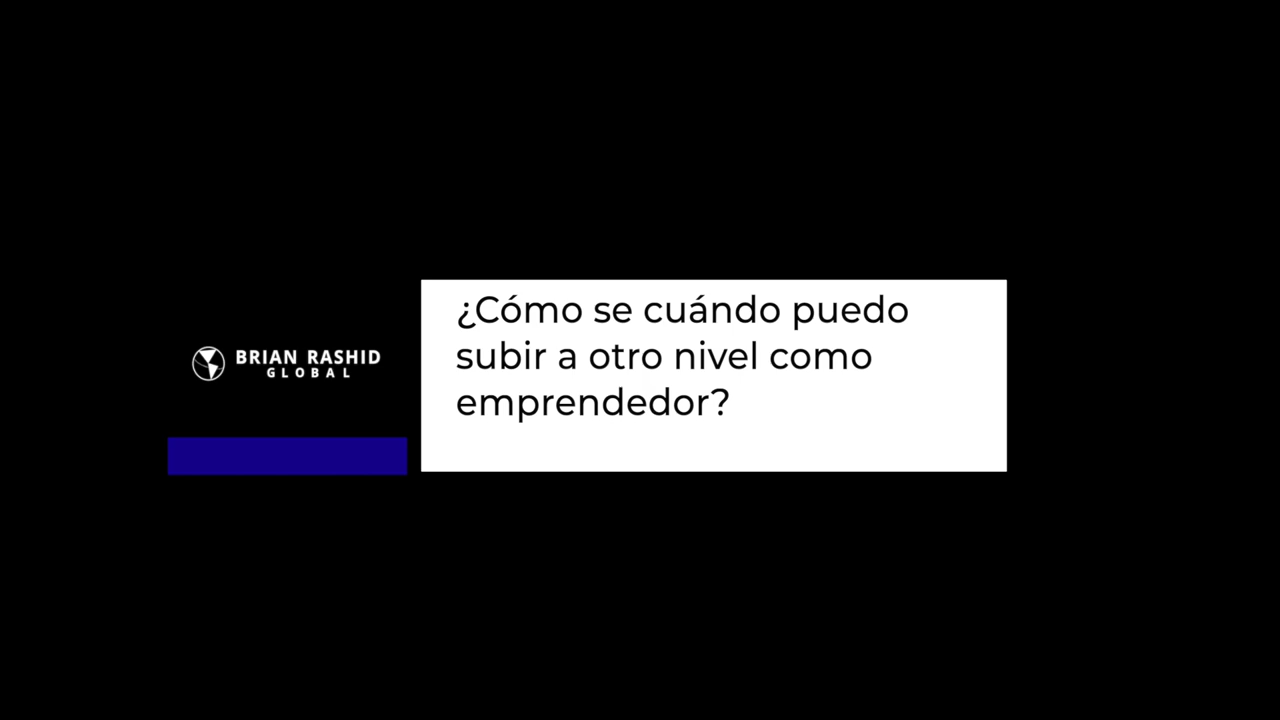 BRIAN RASHID
GLOBAL
¿Cómo se cuándo puedo
subir a otro nivel como
emprendedor?